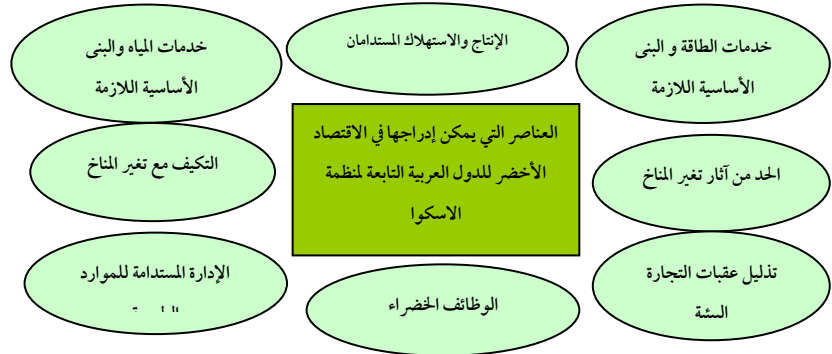 خدمات الطاقة و البنى
الأساسية اللازمة
الإنتاج والاستهلاك المستدامان
خدمات المياه والبنى
الأساسية اللازمة
العناصر التي يمكن إدراجها في الاقتصاد
الأخضر للدول العربية التابعة لمنظمة
الاسكوا
الحد من آثار تغير المناخ
التكيف مع تغير المناخ
تذليل عقبات التجارة
الوظائف الخضراء
الإدارة المستدامة للموارد